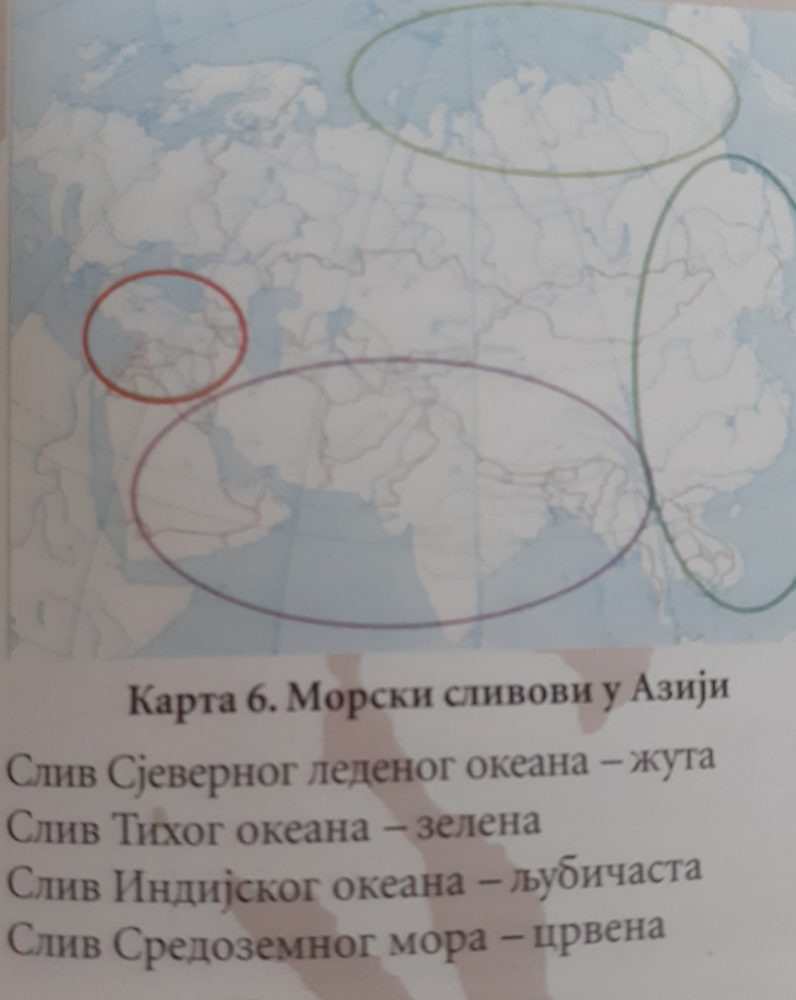 Карта 6. Морски сливови у Азији
Слив Сјеверног леденог океана – жута
Слив Тихог океана – зелена
Слив Индијског океана – љубичаста
Слив Средоземног мора – црвена